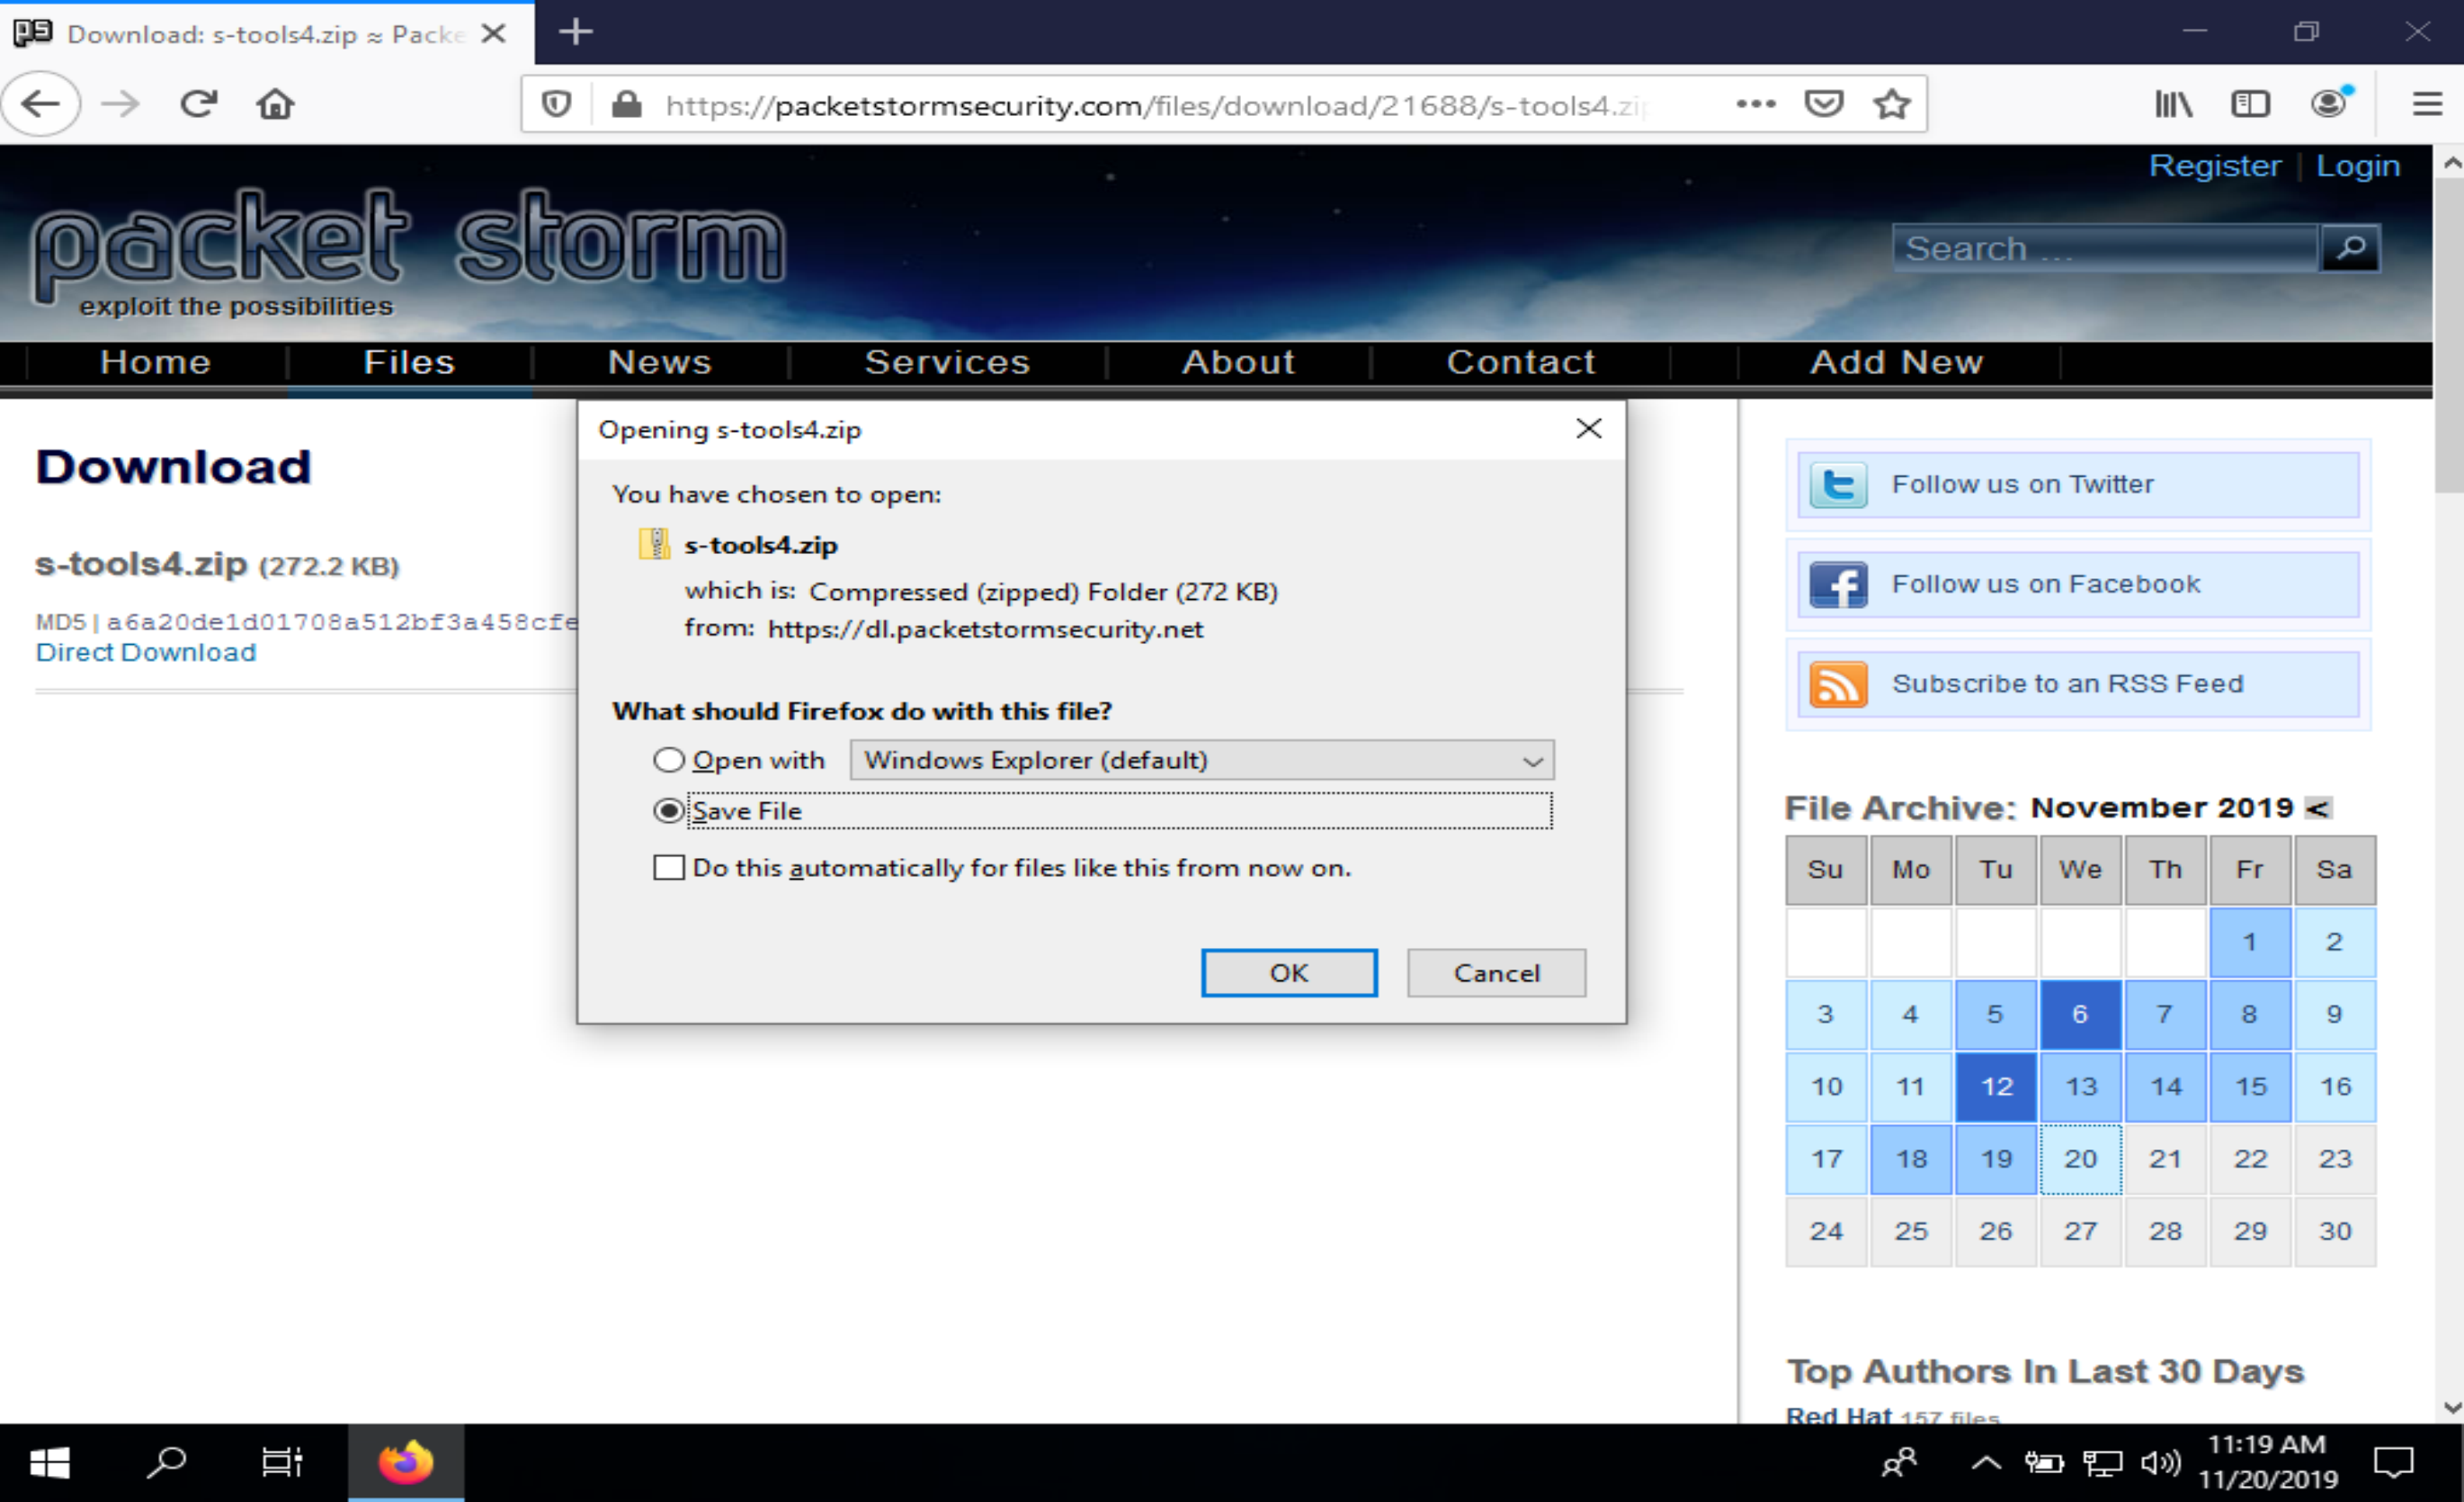 Download: s-tools4.zip ≈ Packe
https://packetstormsecurity.com/files/download/21688/s-tools4.zip
Register | Login
packet storm
exploit the possibilities
Search ...
Home Files News Services About Contact Add New
Download
s-tools4.zip (272.2 KB)
MD5 | a6a20de1d01708a512bf3a458cfe
Direct Download
Opening s-tools4.zip
You have chosen to open:
s-tools4.zip
which is: Compressed (zipped) Folder (272 KB)
from: https://dl.packetstormsecurity.net
What should Firefox do with this file?
Open with Windows Explorer (default)
Save File
Do this automatically for files like this from now on.
OK Cancel
Follow us on Twitter
Follow us on Facebook
Subscribe to an RSS Feed
File Archive: November 2019 <
Su Mo Tu We Th Fr Sa
1 2
3 4 5 6 7 8 9
10 11 12 13 14 15 16
17 18 19 20 21 22 23
24 25 26 27 28 29 30
Top Authors In Last 30 Days
Red Hat 157 files
11:19 AM
11/20/2019